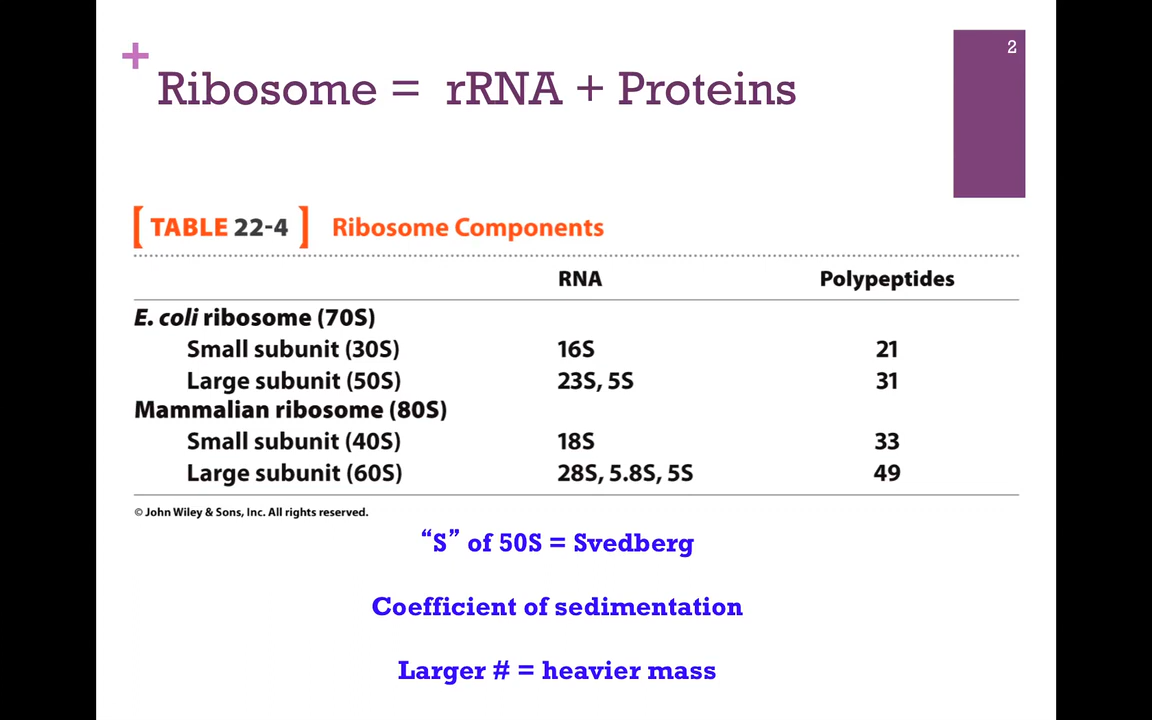 2
+
Ribosome = rRNA + Proteins
[ TABLE 22-4 ] Ribosome Components
RNA Polypeptides
E. coli ribosome (70S)
Small subunit (30S) 16S 21
Large subunit (50S) 23S, 5S 31
Mammalian ribosome (80S)
Small subunit (40S) 18S 33
Large subunit (60S) 28S, 5.8S, 5S 49
© John Wiley & Sons, Inc. All rights reserved.
“S” of 50S = Svedberg
Coefficient of sedimentation
Larger # = heavier mass